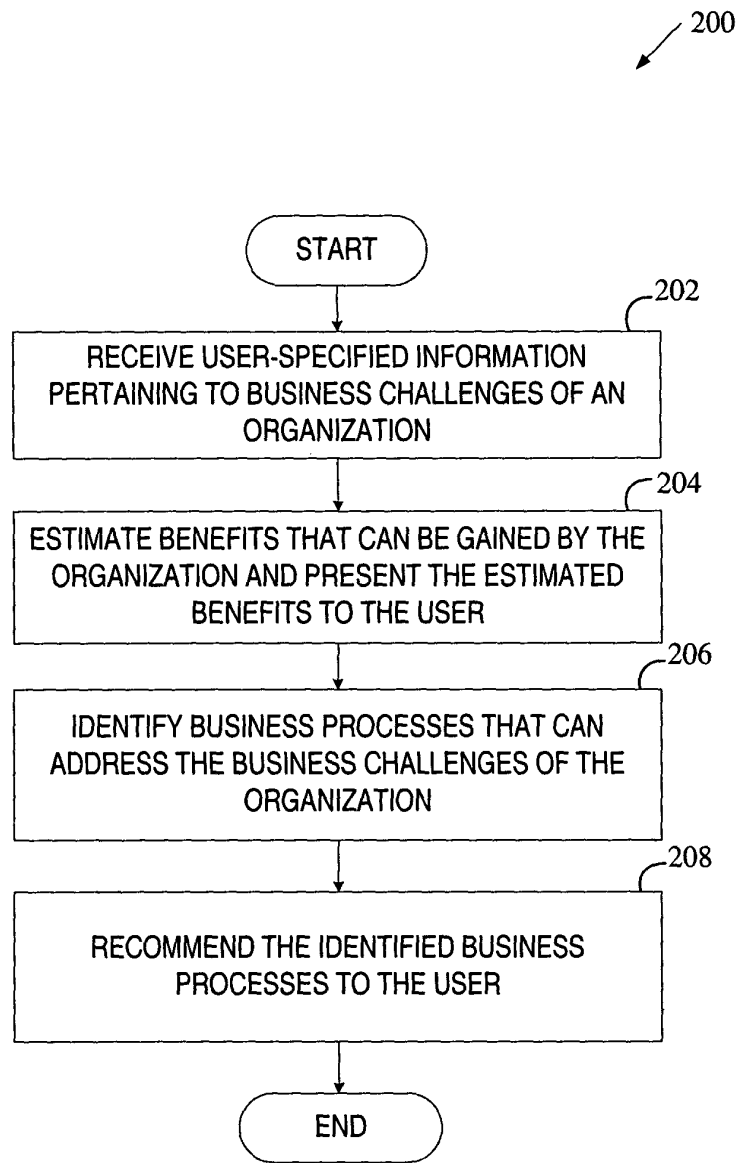 200
START
202
RECEIVE USER-SPECIFIED INFORMATION
PERTAINING TO BUSINESS CHALLENGES OF AN
ORGANIZATION
204
ESTIMATE BENEFITS THAT CAN BE GAINED BY THE
ORGANIZATION AND PRESENT THE ESTIMATED
BENEFITS TO THE USER
206
IDENTIFY BUSINESS PROCESSES THAT CAN
ADDRESS THE BUSINESS CHALLENGES OF THE
ORGANIZATION
208
RECOMMEND THE IDENTIFIED BUSINESS
PROCESSES TO THE USER
END